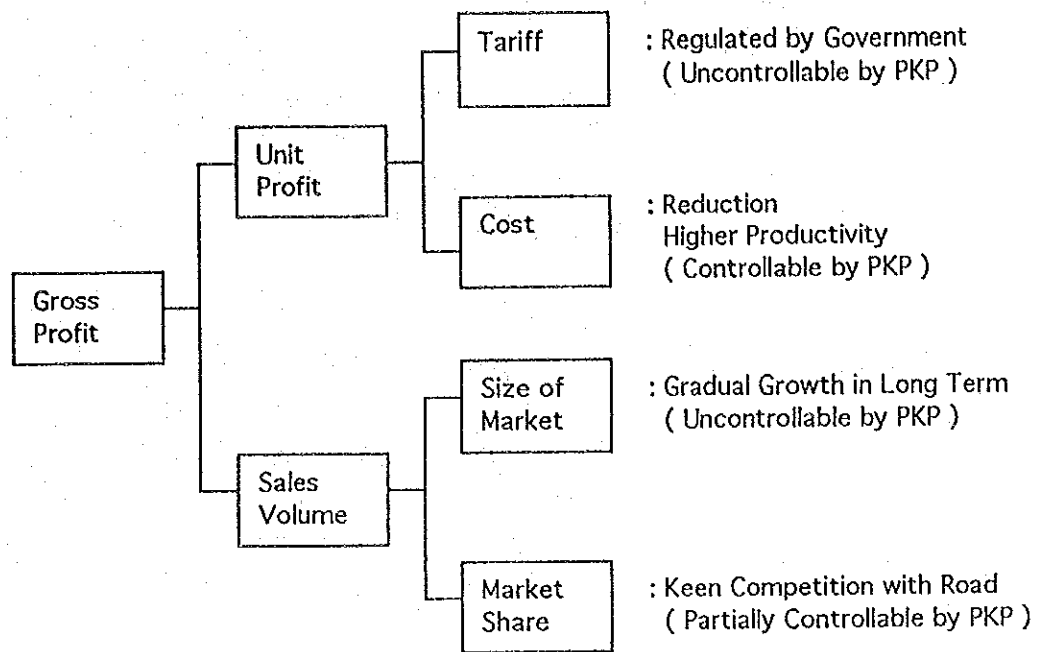 Tariff
: Regulated by Government
( Uncontrollable by PKP )
Unit
Profit
Cost
: Reduction
Higher Productivity
( Controllable by PKP )
Gross
Profit
Size of
Market
: Gradual Growth in Long Term
( Uncontrollable by PKP )
Sales
Volume
Market
Share
: Keen Competition with Road
( Partially Controllable by PKP )